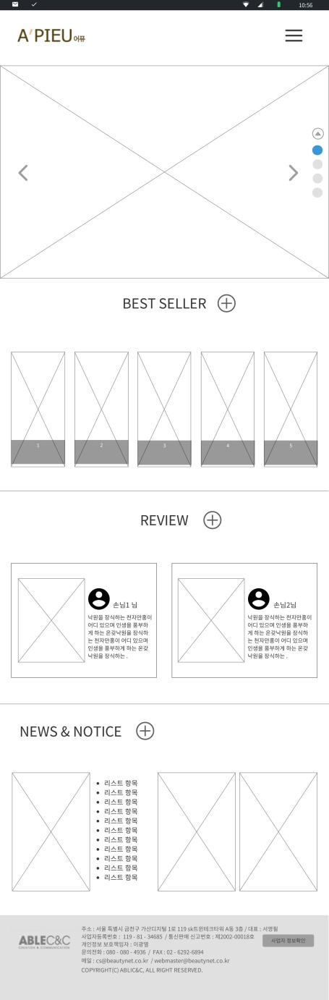 10:56
A'PIEU 어퓨
BEST SELLER
1 2 3 4 5
REVIEW
손님1 님
낙원을 장식하는 천자만홍이
어디 있으며 인생을 풍부하
게 하는 온갖낙원을 장식하
는 천자만홍이 어디 있으며
인생을 풍부하게 하는 온갖
낙원을 장식하는 .
손님2님
낙원을 장식하는 천자만홍이
어디 있으며 인생을 풍부하
게 하는 온갖낙원을 장식하
는 천자만홍이 어디 있으며
인생을 풍부하게 하는 온갖
낙원을 장식하는 .
NEWS & NOTICE
리스트 항목
리스트 항목
리스트 항목
리스트 항목
리스트 항목
리스트 항목
리스트 항목
리스트 항목
리스트 항목
리스트 항목
리스트 항목
ABLEC&C
CREATION & COMMUNICATION
주소 : 서울 특별시 금천구 가산디지털 1로 119 sk트윈테크타워 A동 3층 / 대표 : 서영필
사업자등록번호 : 119 - 81 - 34685 / 통신판매 신고번호 : 제2002-00018호
개인정보 보호책임자 : 이광열
문의전화 : 080 - 080 - 4936 / FAX : 02 - 6292-6894
메일 : cs@beautynet.co.kr / webmaster@beautynet.co.kr
COPYRIGHT(C) ABLIC&C, ALL RIGHT RESERVED.
사업자 정보확인